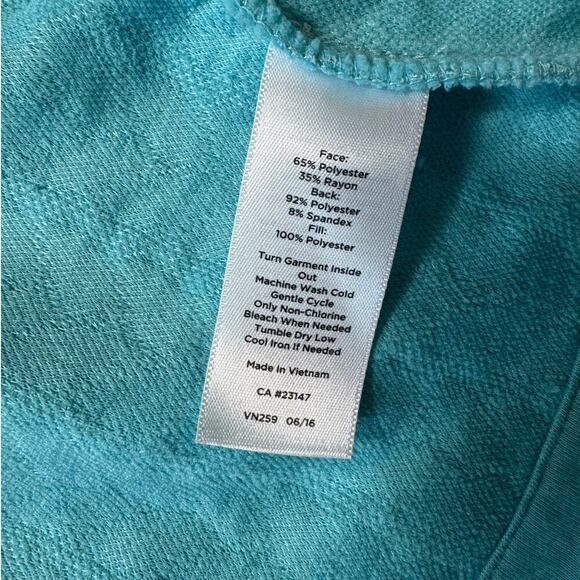 Face:
65% Polyester
35% Rayon
Back:
92% Polyester
8% Spandex
Fill:
100% Polyester
Turn Garment Inside
Out
Machine Wash Cold
Gentle Cycle
Only Non-Chlorine
Bleach When Needed
Tumble Dry Low
Cool Iron If Needed
Made in Vietnam
CA #23147
VN259 06/16